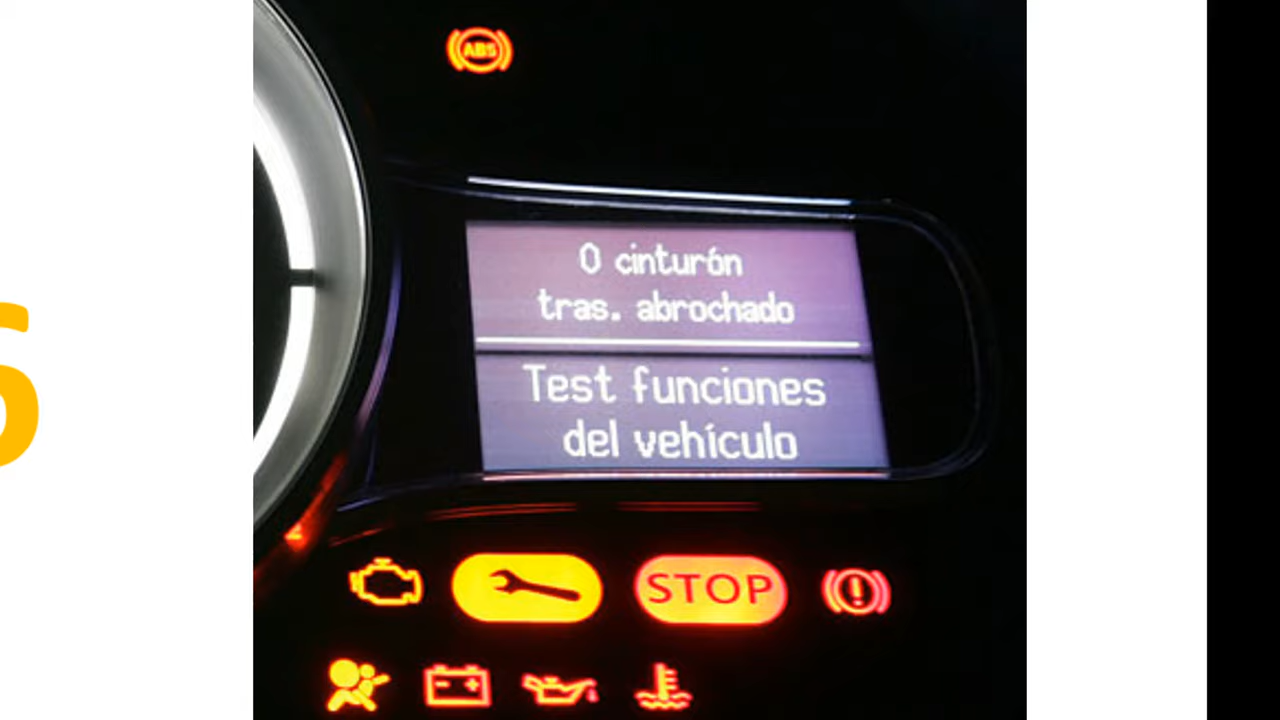 ABS
0 cinturón
tras. abrochado
Test funciones
del vehículo
STOP